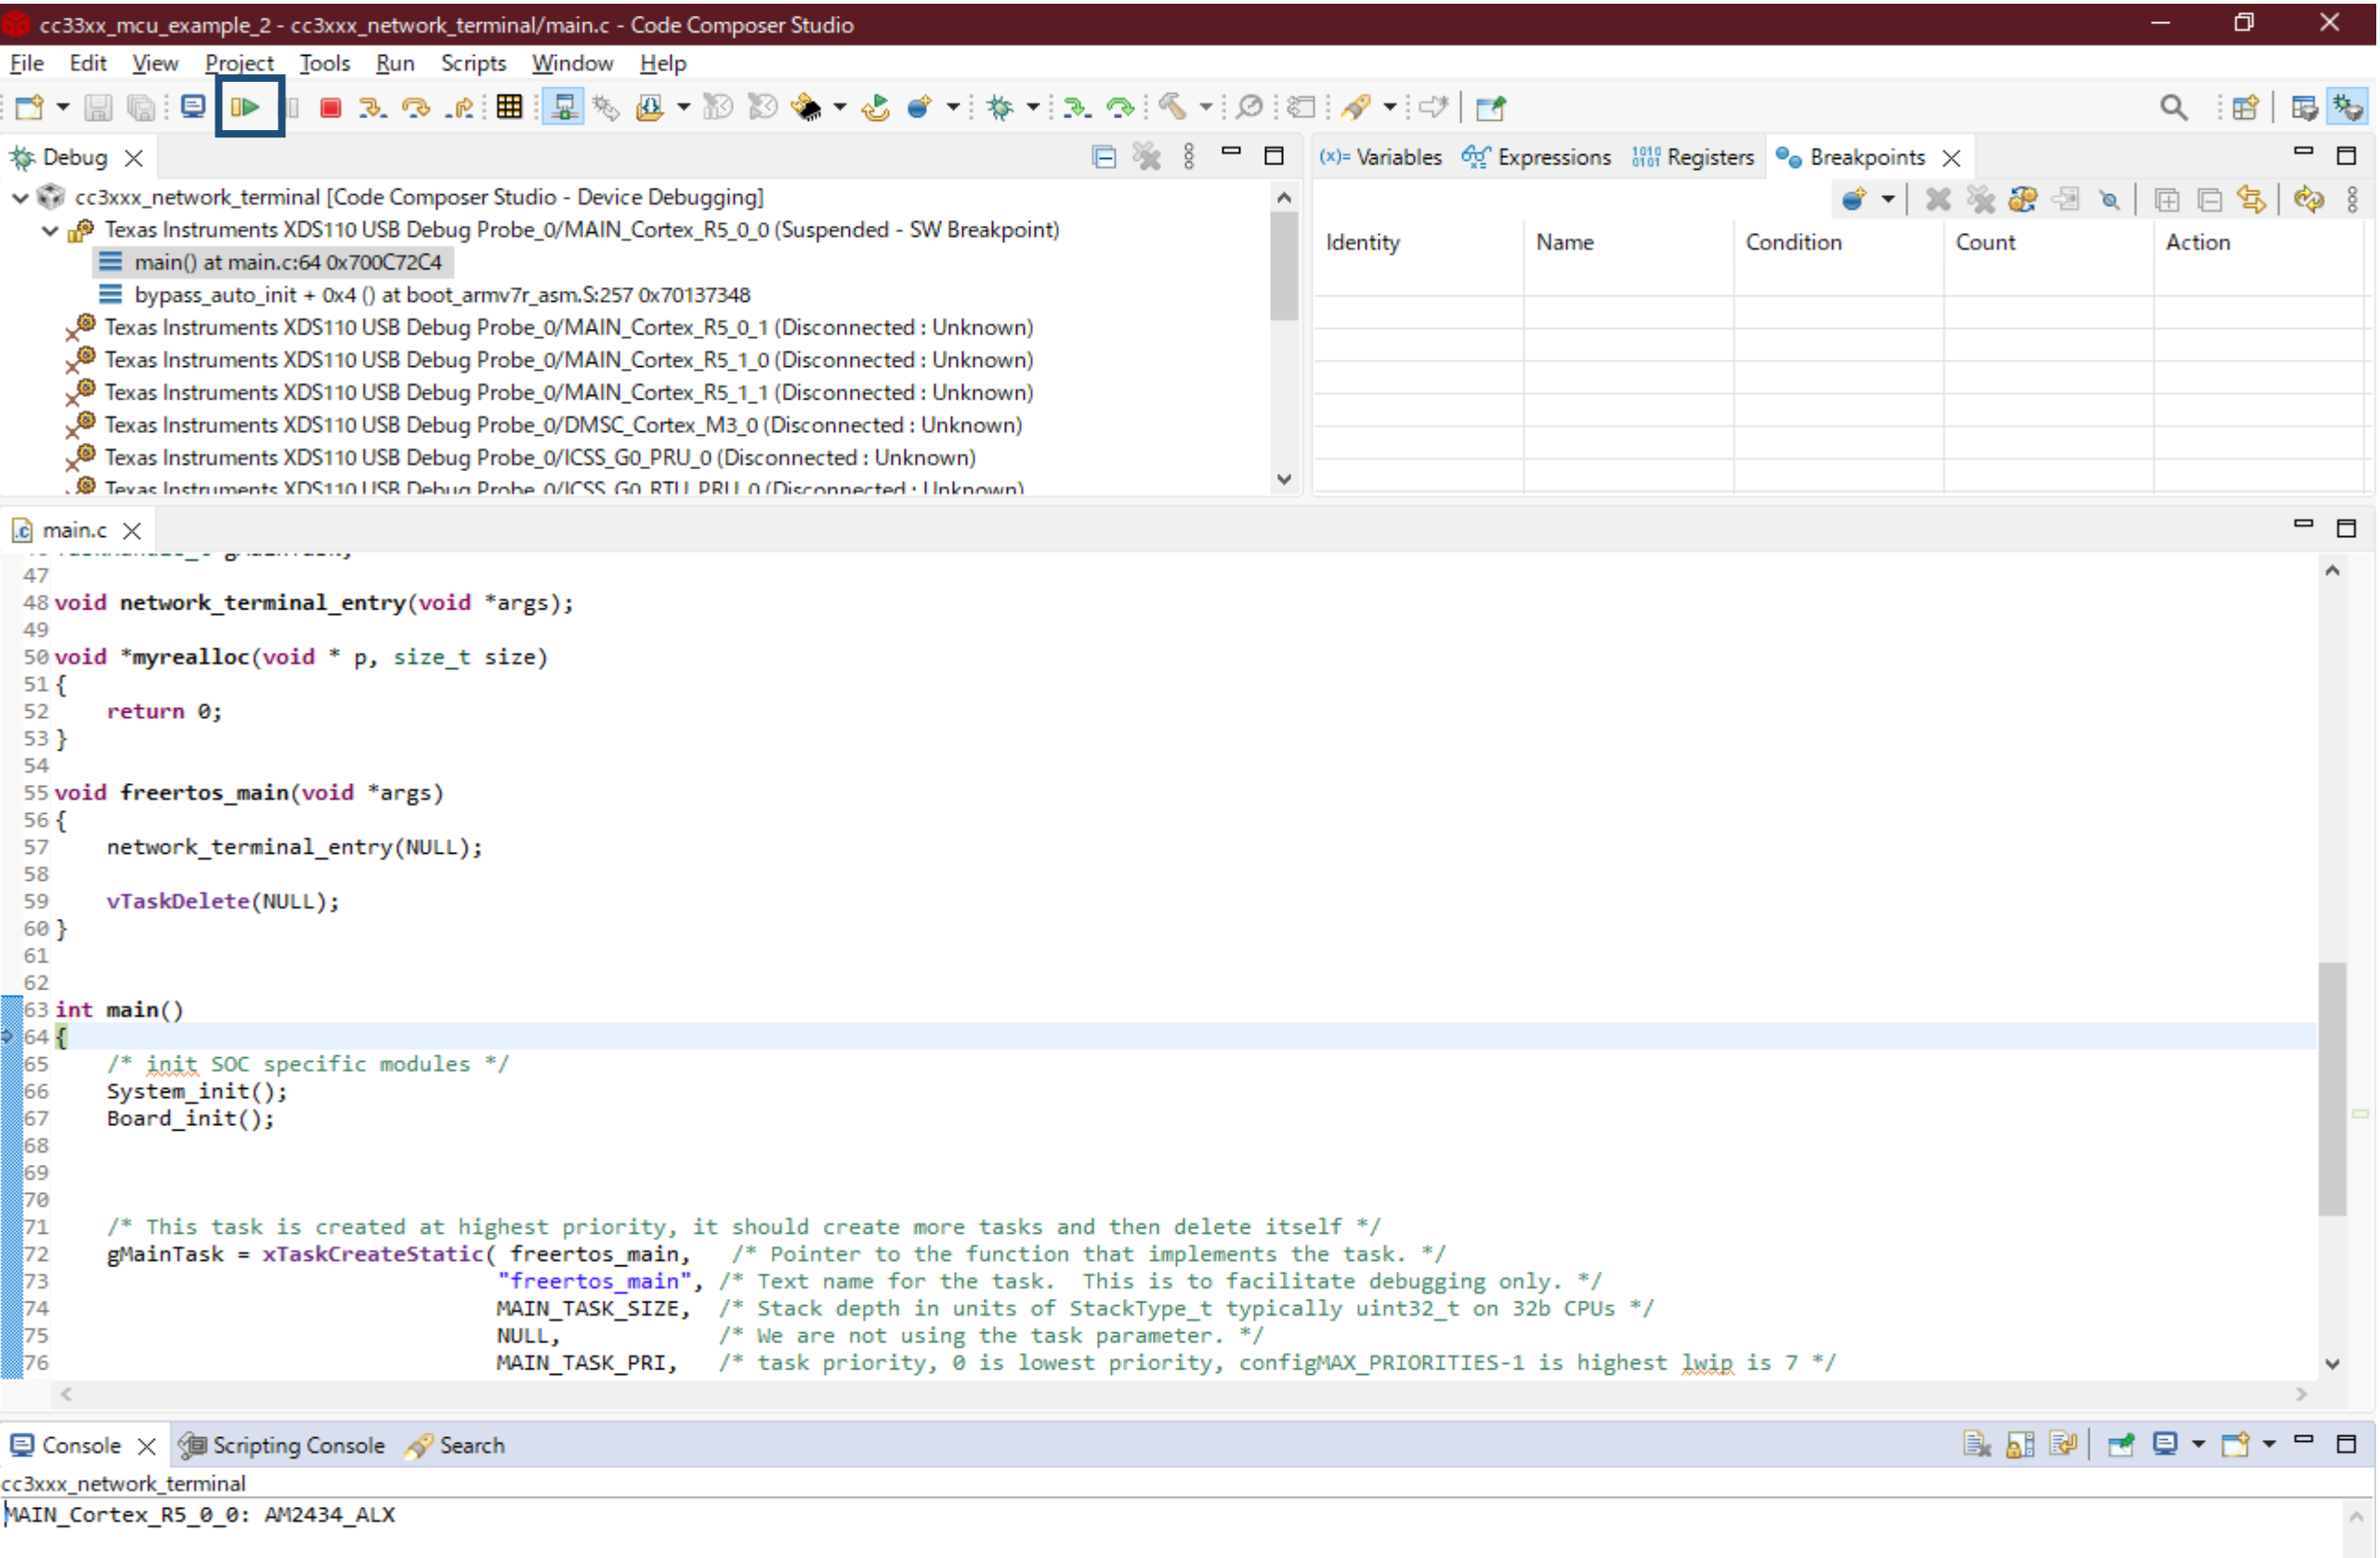 cc33xx_mcu_example_2 - cc3xxx_network_terminal/main.c - Code Composer Studio
File Edit View Project Tools Run Scripts Window Help
Debug
(x)= Variables Expressions 1010 0101 Registers Breakpoints
cc3xxx_network_terminal [Code Composer Studio - Device Debugging]
Texas Instruments XDS110 USB Debug Probe_0/MAIN_Cortex_R5_0_0 (Suspended - SW Breakpoint)
main() at main.c:64 0x700C72C4
bypass_auto_init + 0x4 () at boot_armv7r_asm.S:257 0x70137348
Texas Instruments XDS110 USB Debug Probe_0/MAIN_Cortex_R5_0_1 (Disconnected : Unknown)
Texas Instruments XDS110 USB Debug Probe_0/MAIN_Cortex_R5_1_0 (Disconnected : Unknown)
Texas Instruments XDS110 USB Debug Probe_0/MAIN_Cortex_R5_1_1 (Disconnected : Unknown)
Texas Instruments XDS110 USB Debug Probe_0/DMSC_Cortex_M3_0 (Disconnected : Unknown)
Texas Instruments XDS110 USB Debug Probe_0/ICSS_G0_PRU_0 (Disconnected : Unknown)
Texas Instruments XDS110 USB Debug Probe_0/ICSS_G0_RTU_PRU_0 (Disconnected : Unknown)
Identity Name Condition Count Action
.c main.c
47
48 void network_terminal_entry(void *args);
49
50 void *myrealloc(void * p, size_t size)
51 {
52     return 0;
53 }
54
55 void freertos_main(void *args)
56 {
57     network_terminal_entry(NULL);
58
59     vTaskDelete(NULL);
60 }
61
62
63 int main()
64 {
65     /* init SOC specific modules */
66     System_init();
67     Board_init();
68
69
70
71     /* This task is created at highest priority, it should create more tasks and then delete itself */
72     gMainTask = xTaskCreateStatic( freertos_main,   /* Pointer to the function that implements the task. */
73                                   "freertos_main", /* Text name for the task.  This is to facilitate debugging only. */
74                                   MAIN_TASK_SIZE,  /* Stack depth in units of StackType_t typically uint32_t on 32b CPUs */
75                                   NULL,            /* We are not using the task parameter. */
76                                   MAIN_TASK_PRI,   /* task priority, 0 is lowest priority, configMAX_PRIORITIES-1 is highest lwip is 7 */
Console Scripting Console Search
cc3xxx_network_terminal
MAIN_Cortex_R5_0_0: AM2434_ALX